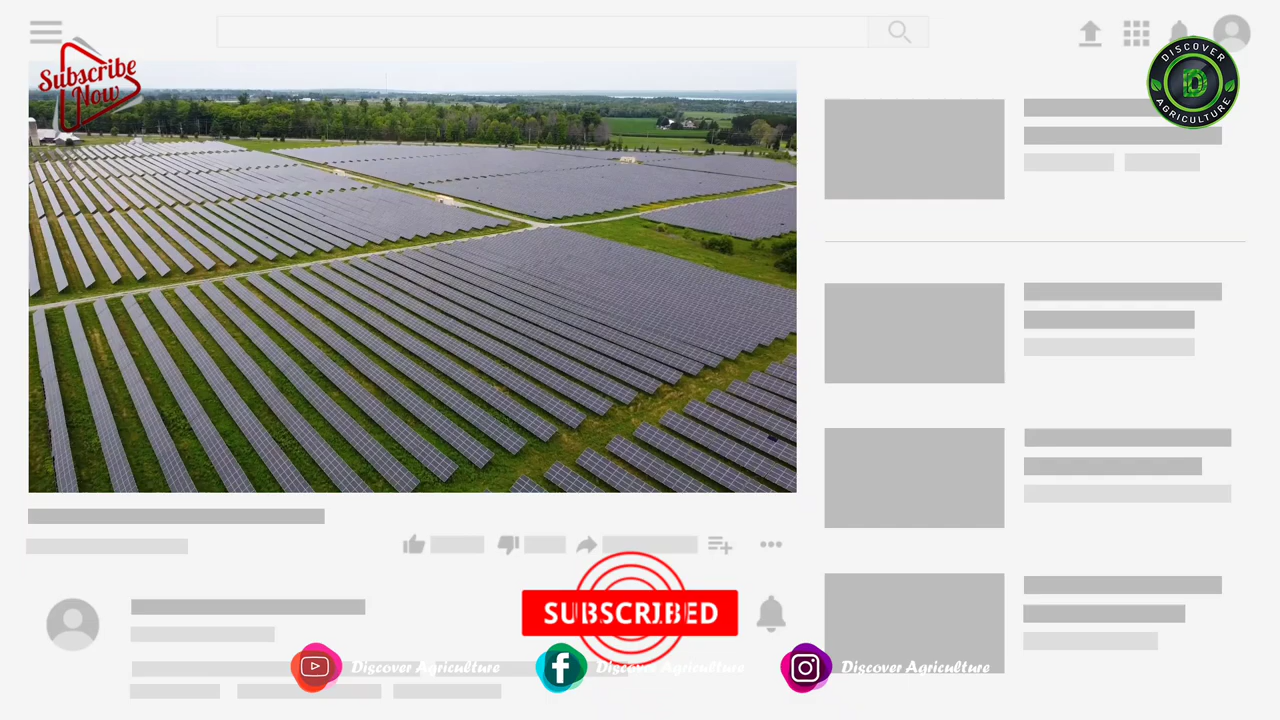 Subscribe
Now
DISCOVER
D
AGRICULTURE
SUBSCRIBED
Discover Agriculture
Discover Agriculture
Discover Agriculture